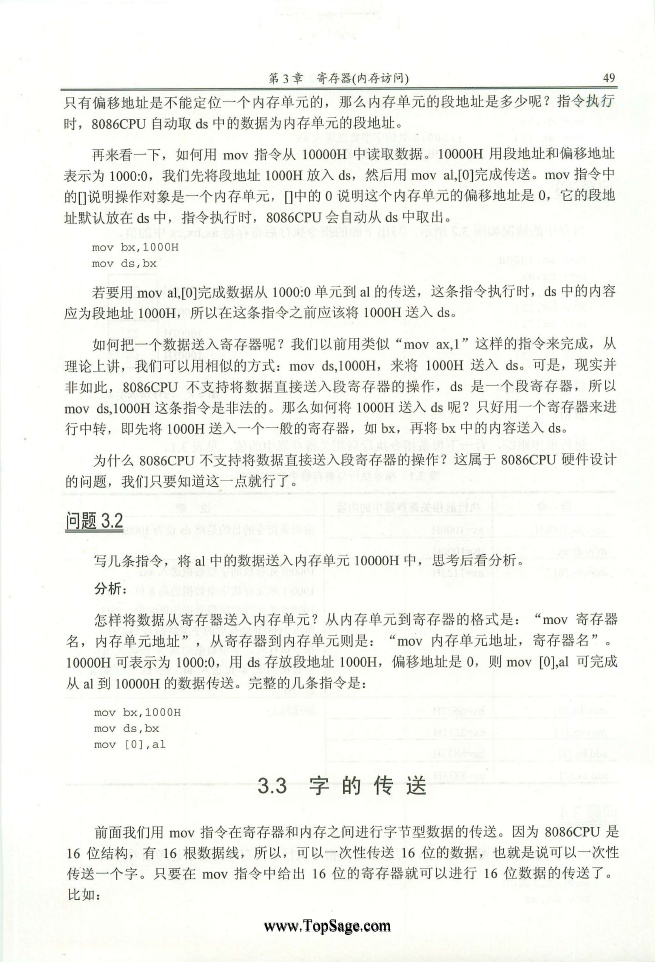 第 3 章 寄存器(内存访问) 49
只有偏移地址是不能定位一个内存单元的，那么内存单元的段地址是多少呢？指令执行
时，8086CPU 自动取 ds 中的数据为内存单元的段地址。
再来看一下，如何用 mov 指令从 10000H 中读取数据。10000H 用段地址和偏移地址
表示为 1000:0，我们先将段地址 1000H 放入 ds，然后用 mov al,[0]完成传送。mov 指令中
的[]说明操作对象是一个内存单元，[]中的 0 说明这个内存单元的偏移地址是 0，它的段地
址默认放在 ds 中，指令执行时，8086CPU 会自动从 ds 中取出。
mov bx,1000H
mov ds,bx
若要用 mov al,[0]完成数据从 1000:0 单元到 al 的传送，这条指令执行时，ds 中的内容
应为段地址 1000H，所以在这条指令之前应该将 1000H 送入 ds。
如何把一个数据送入寄存器呢？我们以前用类似“mov ax,1”这样的指令来完成，从
理论上讲，我们可以用相似的方式：mov ds,1000H，来将 1000H 送入 ds。可是，现实并
非如此，8086CPU 不支持将数据直接送入段寄存器的操作，ds 是一个段寄存器，所以
mov ds,1000H 这条指令是非法的。那么如何将 1000H 送入 ds 呢？只好用一个寄存器来进
行中转，即先将 1000H 送入一个一般的寄存器，如 bx，再将 bx 中的内容送入 ds。
为什么 8086CPU 不支持将数据直接送入段寄存器的操作？这属于 8086CPU 硬件设计
的问题，我们只要知道这一点就行了。
问题 3.2
写几条指令，将 al 中的数据送入内存单元 10000H 中，思考后看分析。
分析：
怎样将数据从寄存器送入内存单元？从内存单元到寄存器的格式是：“mov 寄存器
名，内存单元地址”，从寄存器到内存单元则是：“mov 内存单元地址，寄存器名”。
10000H 可表示为 1000:0，用 ds 存放段地址 1000H，偏移地址是 0，则 mov [0],al 可完成
从 al 到 10000H 的数据传送。完整的几条指令是：
mov bx,1000H
mov ds,bx
mov [0],al
3.3 字 的 传 送
前面我们用 mov 指令在寄存器和内存之间进行字节型数据的传送。因为 8086CPU 是
16 位结构，有 16 根数据线，所以，可以一次性传送 16 位的数据，也就是说可以一次性
传送一个字。只要在 mov 指令中给出 16 位的寄存器就可以进行 16 位数据的传送了。
比如：
www.TopSage.com